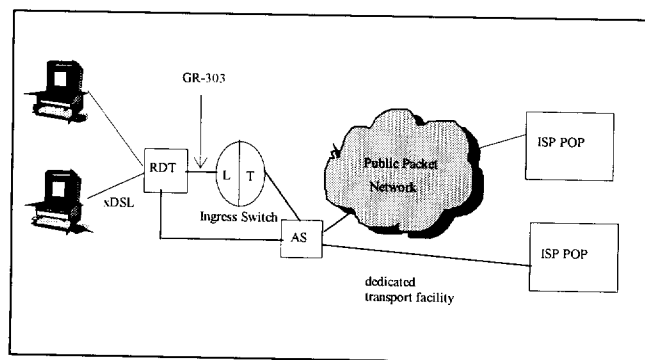 GR-303
ISP POP
Public Packet
Network
RDT
L T
xDSL
Ingress Switch
AS
ISP POP
dedicated
transport facility